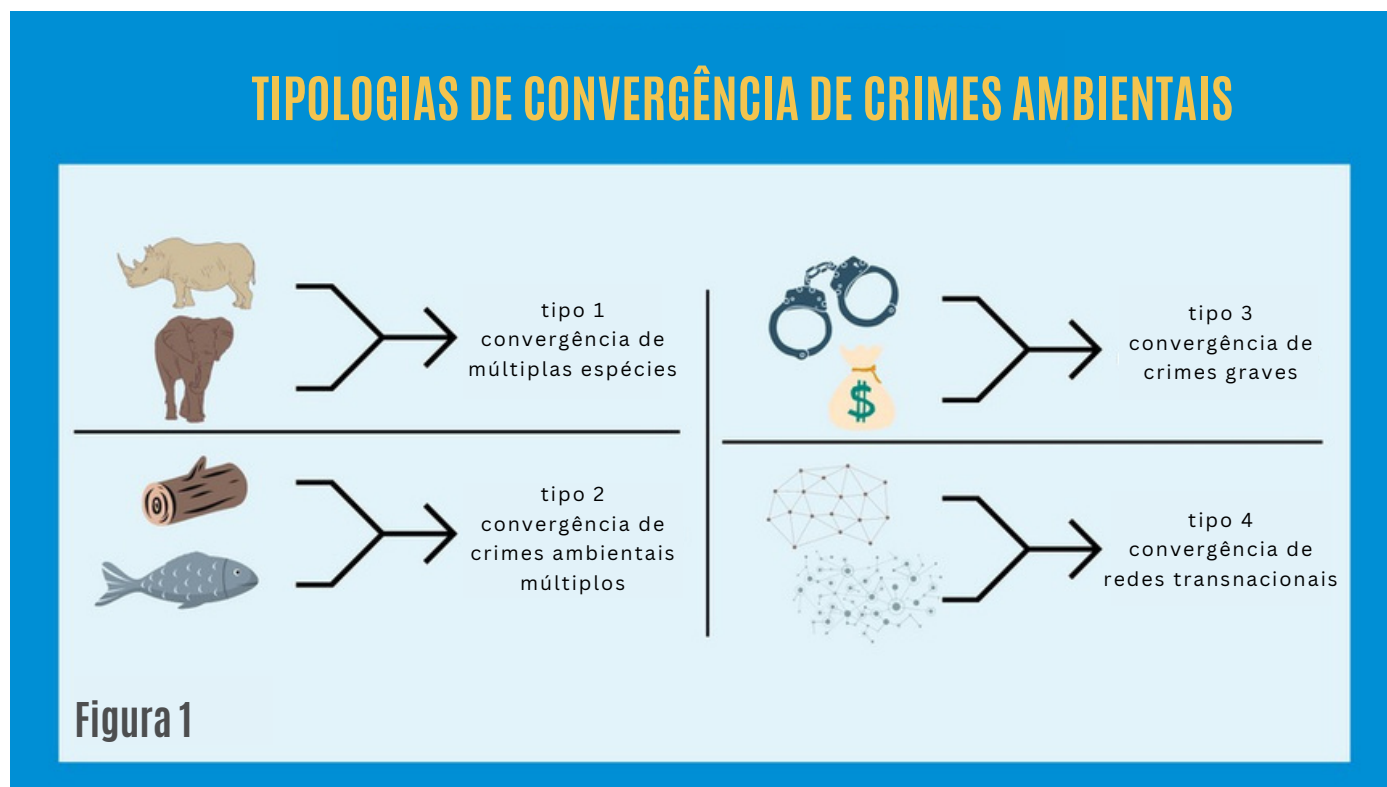 TIPOLOGIAS DE CONVERGÊNCIA DE CRIMES AMBIENTAIS
tipo 1
convergência de
múltiplas espécies
tipo 2
convergência de
crimes ambientais
múltiplos
$
tipo 3
convergência de
crimes graves
tipo 4
convergência de
redes transnacionais
Figura 1